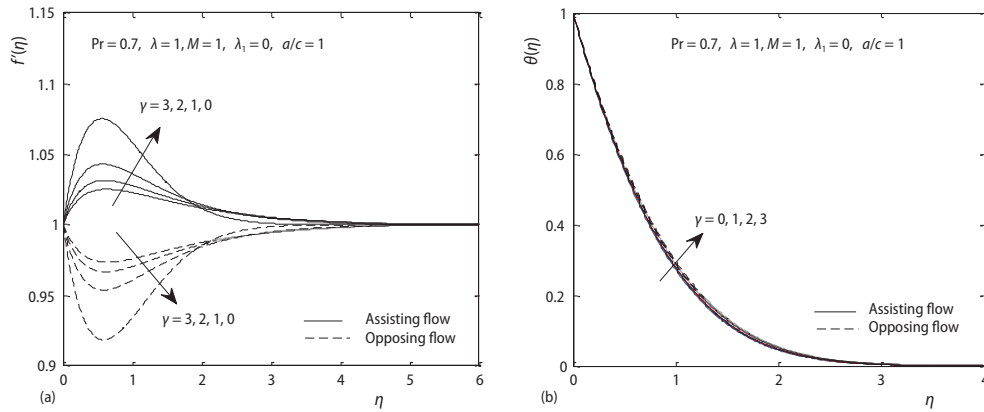 1.15
Pr = 0.7, λ = 1, M = 1, λ₁ = 0, a/c = 1
f′(η)
1.1
γ = 3, 2, 1, 0
1.05
1
0.95
γ = 3, 2, 1, 0
Assisting flow
Opposing flow
0.9
0 1 2 3 4 5 6
(a)
η
1
Pr = 0.7, λ = 1, M = 1, λ₁ = 0, a/c = 1
θ(η)
0.8
0.6
0.4
γ = 0, 1, 2, 3
0.2
Assisting flow
Opposing flow
0
0 1 2 3 4
(b)
η